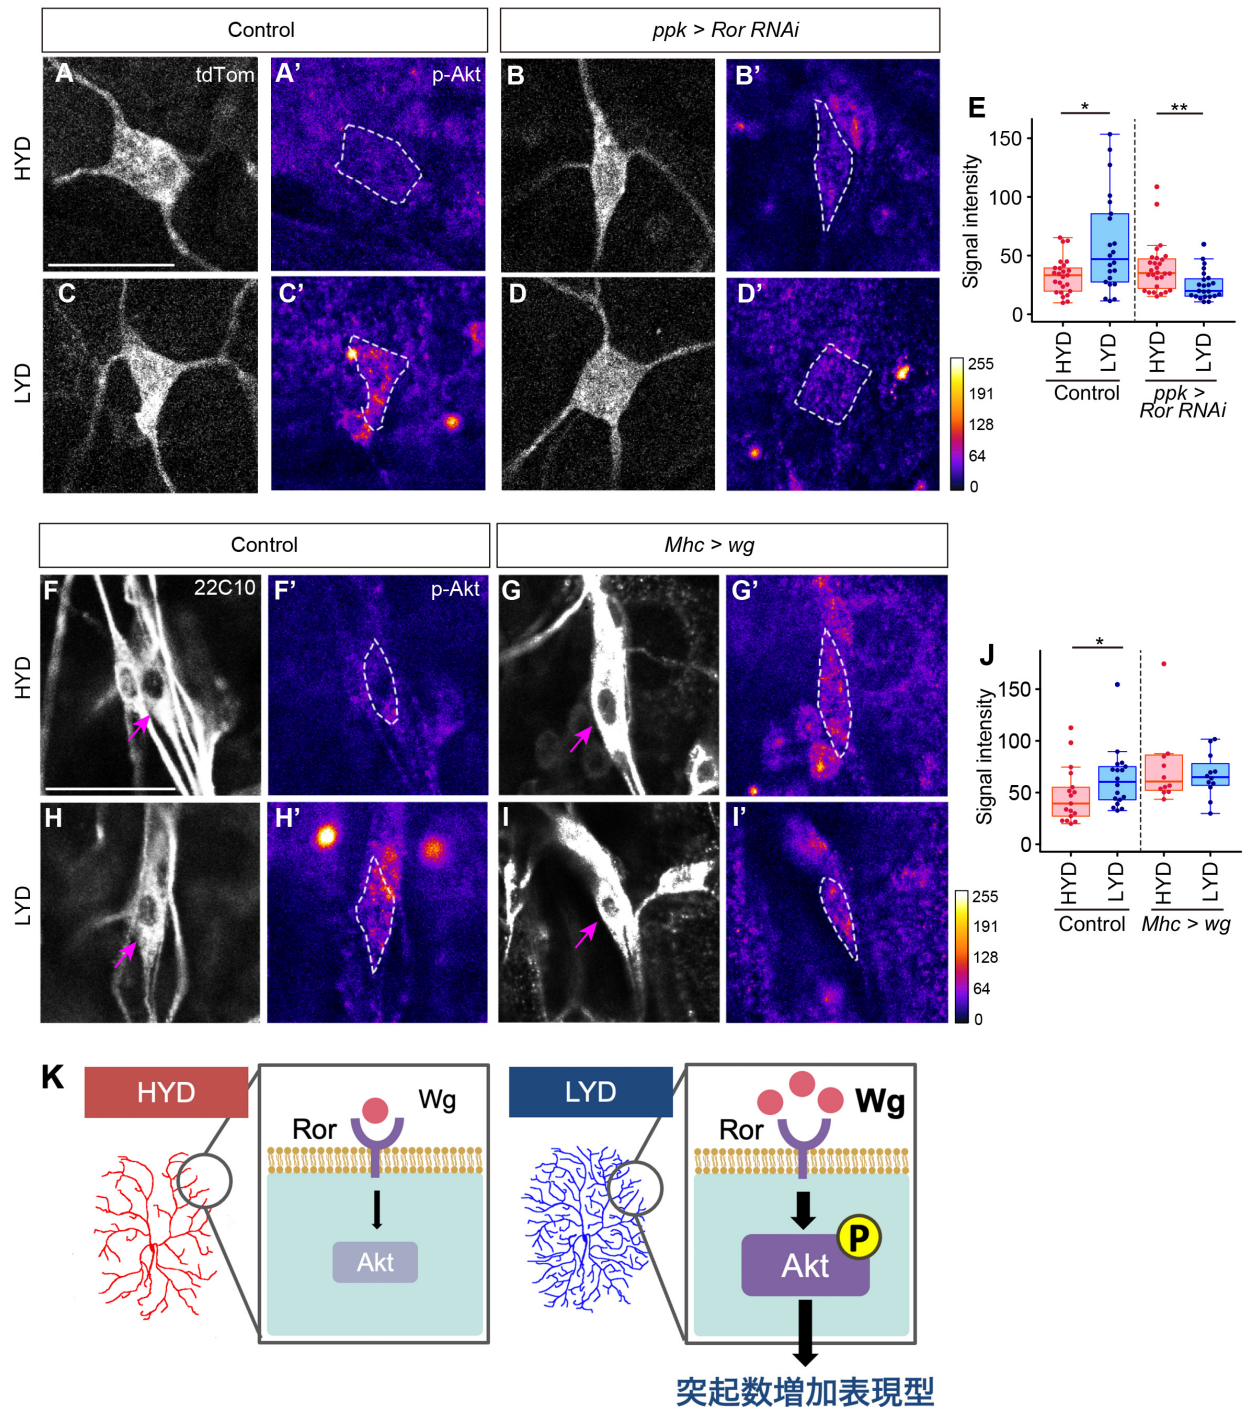 Control
ppk > Ror RNAi
HYD
A
tdTom
A’
p-Akt
B
B’
LYD
C
C’
D
D’
E
*
**
Signal intensity
150
100
50
0
HYD
LYD
HYD
LYD
Control
ppk >
Ror RNAi
255
191
128
64
0
Control
Mhc > wg
HYD
F
22C10
F’
p-Akt
G
G’
LYD
H
H’
I
I’
J
*
Signal intensity
150
100
50
0
HYD
LYD
HYD
LYD
Control
Mhc > wg
255
191
128
64
0
K
HYD
Wg
Ror
Akt
LYD
Wg
Ror
P
Akt
突起数増加表現型